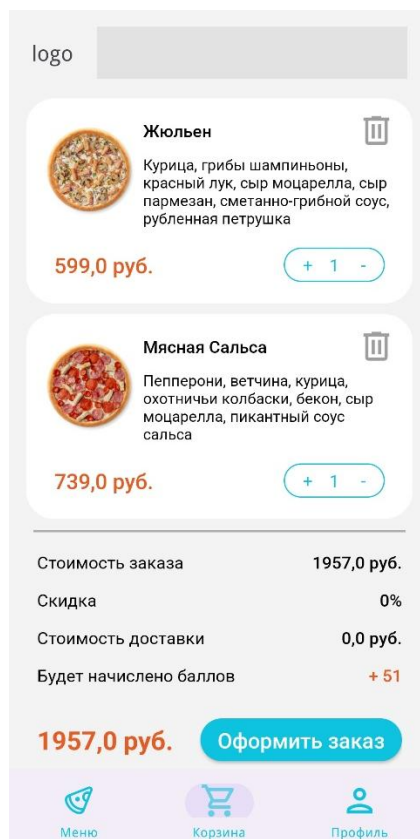 logo
Жюльен
Курица, грибы шампиньоны,
красный лук, сыр моцарелла, сыр
пармезан, сметанно-грибной соус,
рубленная петрушка
599,0 руб.
+ 1 -
Мясная Сальса
Пепперони, ветчина, курица,
охотничьи колбаски, бекон, сыр
моцарелла, пикантный соус
сальса
739,0 руб.
+ 1 -
Стоимость заказа 1957,0 руб.
Скидка 0%
Стоимость доставки 0,0 руб.
Будет начислено баллов + 51
1957,0 руб. Оформить заказ
Меню Корзина Профиль